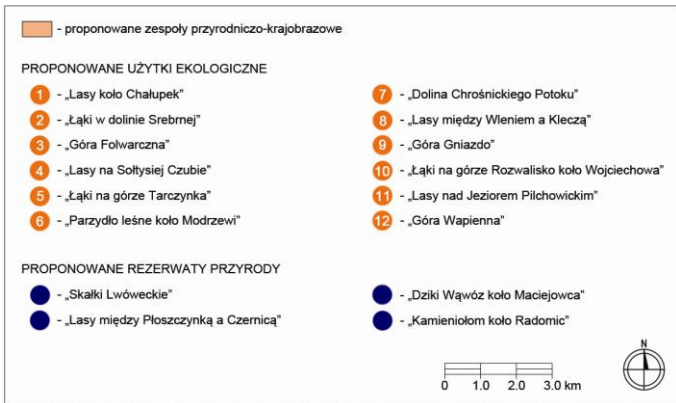 - proponowane zespoły przyrodniczo-krajobrazowe
PROPONOWANE UŻYTKI EKOLOGICZNE
1 - „Lasy koło Chałupek”
2 - „Łąki w dolinie Srebrnej”
3 - „Góra Folwarczna”
4 - „Lasy na Sołtysiej Czubie”
5 - „Łąki na górze Tarczynka”
6 - „Parzydło leśne koło Modrzewi”
7 - „Dolina Chrośnickiego Potoku”
8 - „Lasy między Wleniem a Kleczą”
9 - „Góra Gniazdo”
10 - „Łąki na górze Rozwalisko koło Wojciechowa”
11 - „Lasy nad Jeziorem Pilchowickim”
12 - „Góra Wapienna”
PROPONOWANE REZERWATY PRZYRODY
- „Skałki Lwóweckie”
- „Lasy między Płoszczynką a Czernicą”
- „Dziki Wąwóz koło Maciejowca”
- „Kamieniołom koło Radomic”
N
0 1.0 2.0 3.0 km